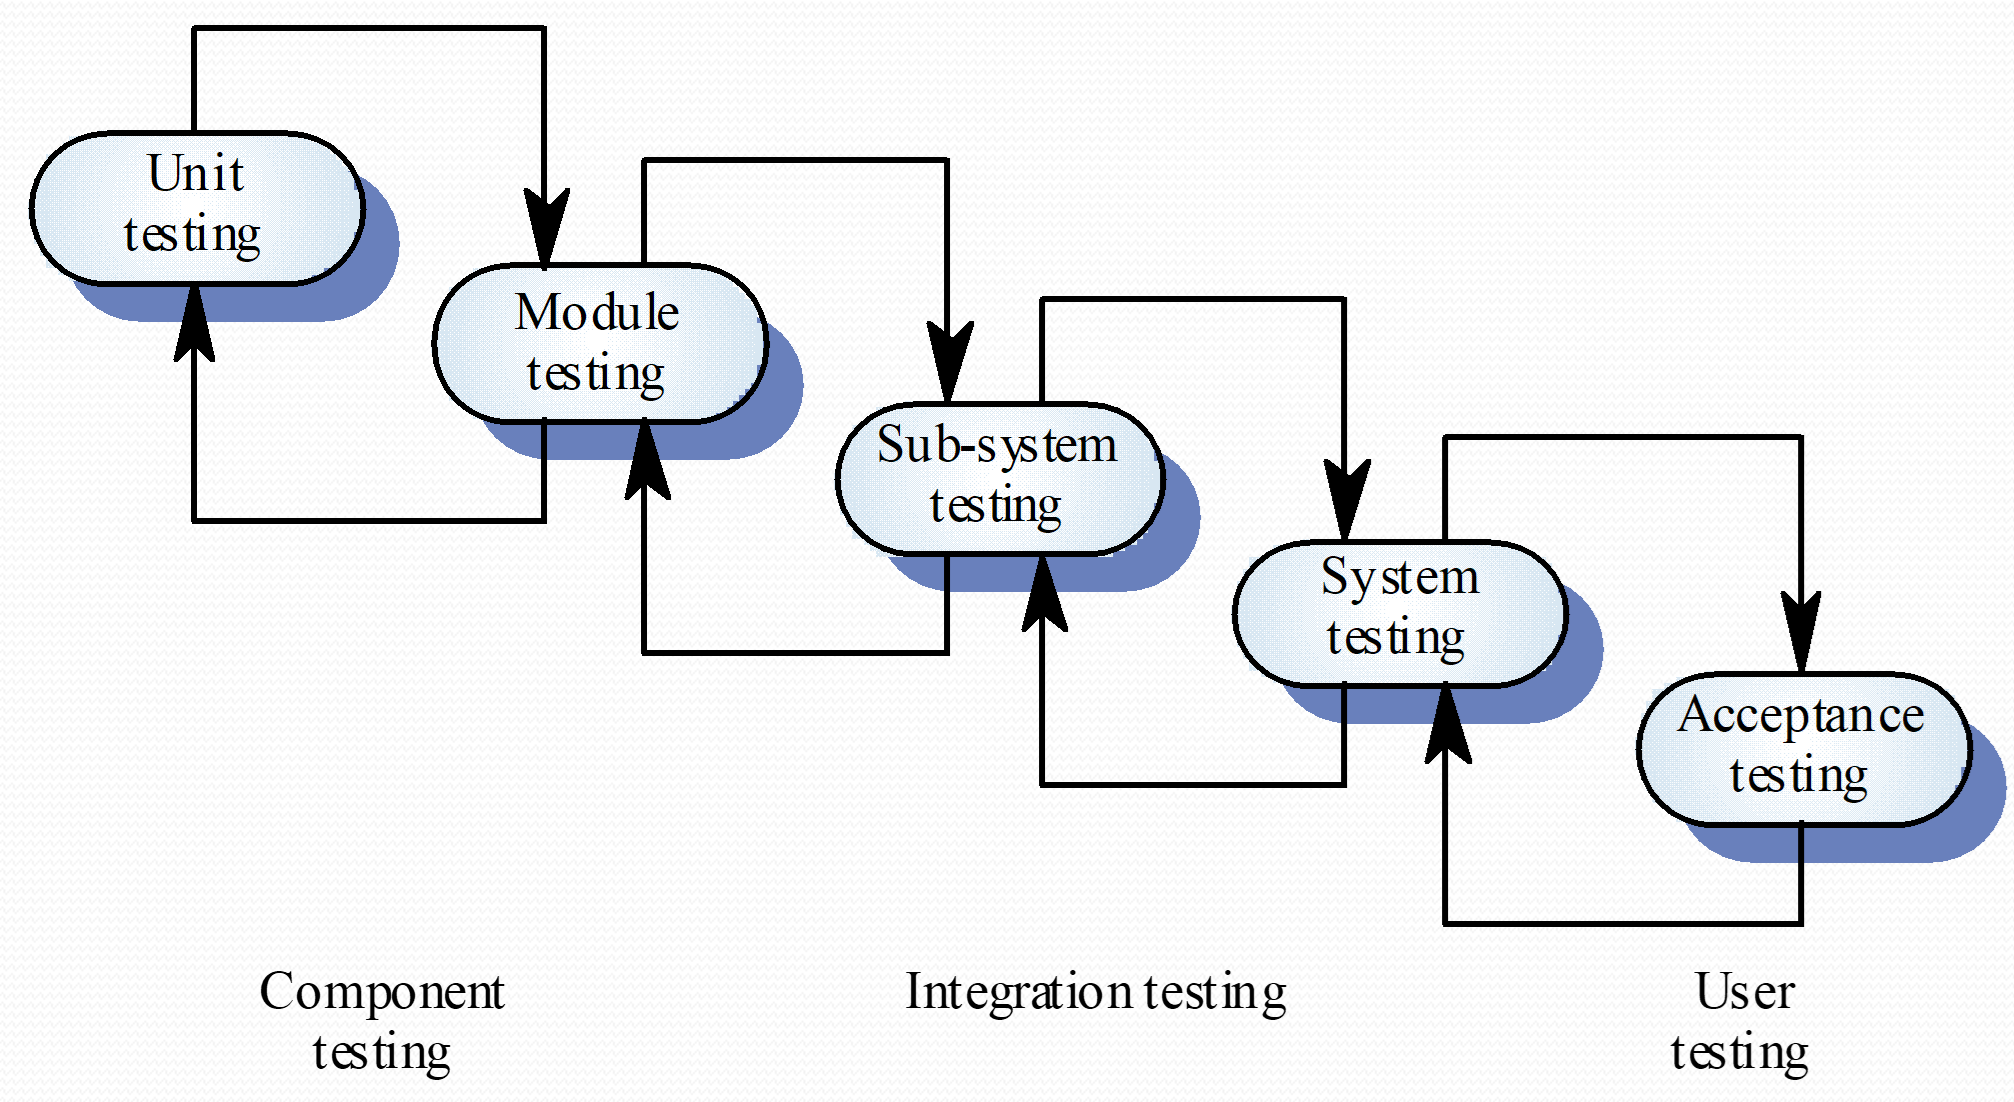 Unit
testing
Module
testing
Sub-system
testing
System
testing
Acceptance
testing
Component
testing
Integration testing
User
testing